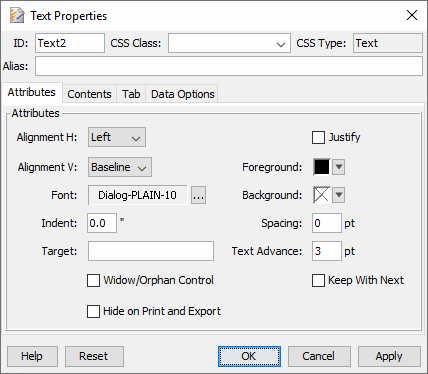 Text Properties
ID: Text2 CSS Class: CSS Type: Text
Alias:
Attributes Contents Tab Data Options
Attributes
Alignment H: Left Justify
Alignment V: Baseline Foreground:
Font: Dialog-PLAIN-10 ... Background:
Indent: 0.0 " Spacing: 0 pt
Target: Text Advance: 3 pt
Widow/Orphan Control Keep With Next
Hide on Print and Export
Help Reset OK Cancel Apply